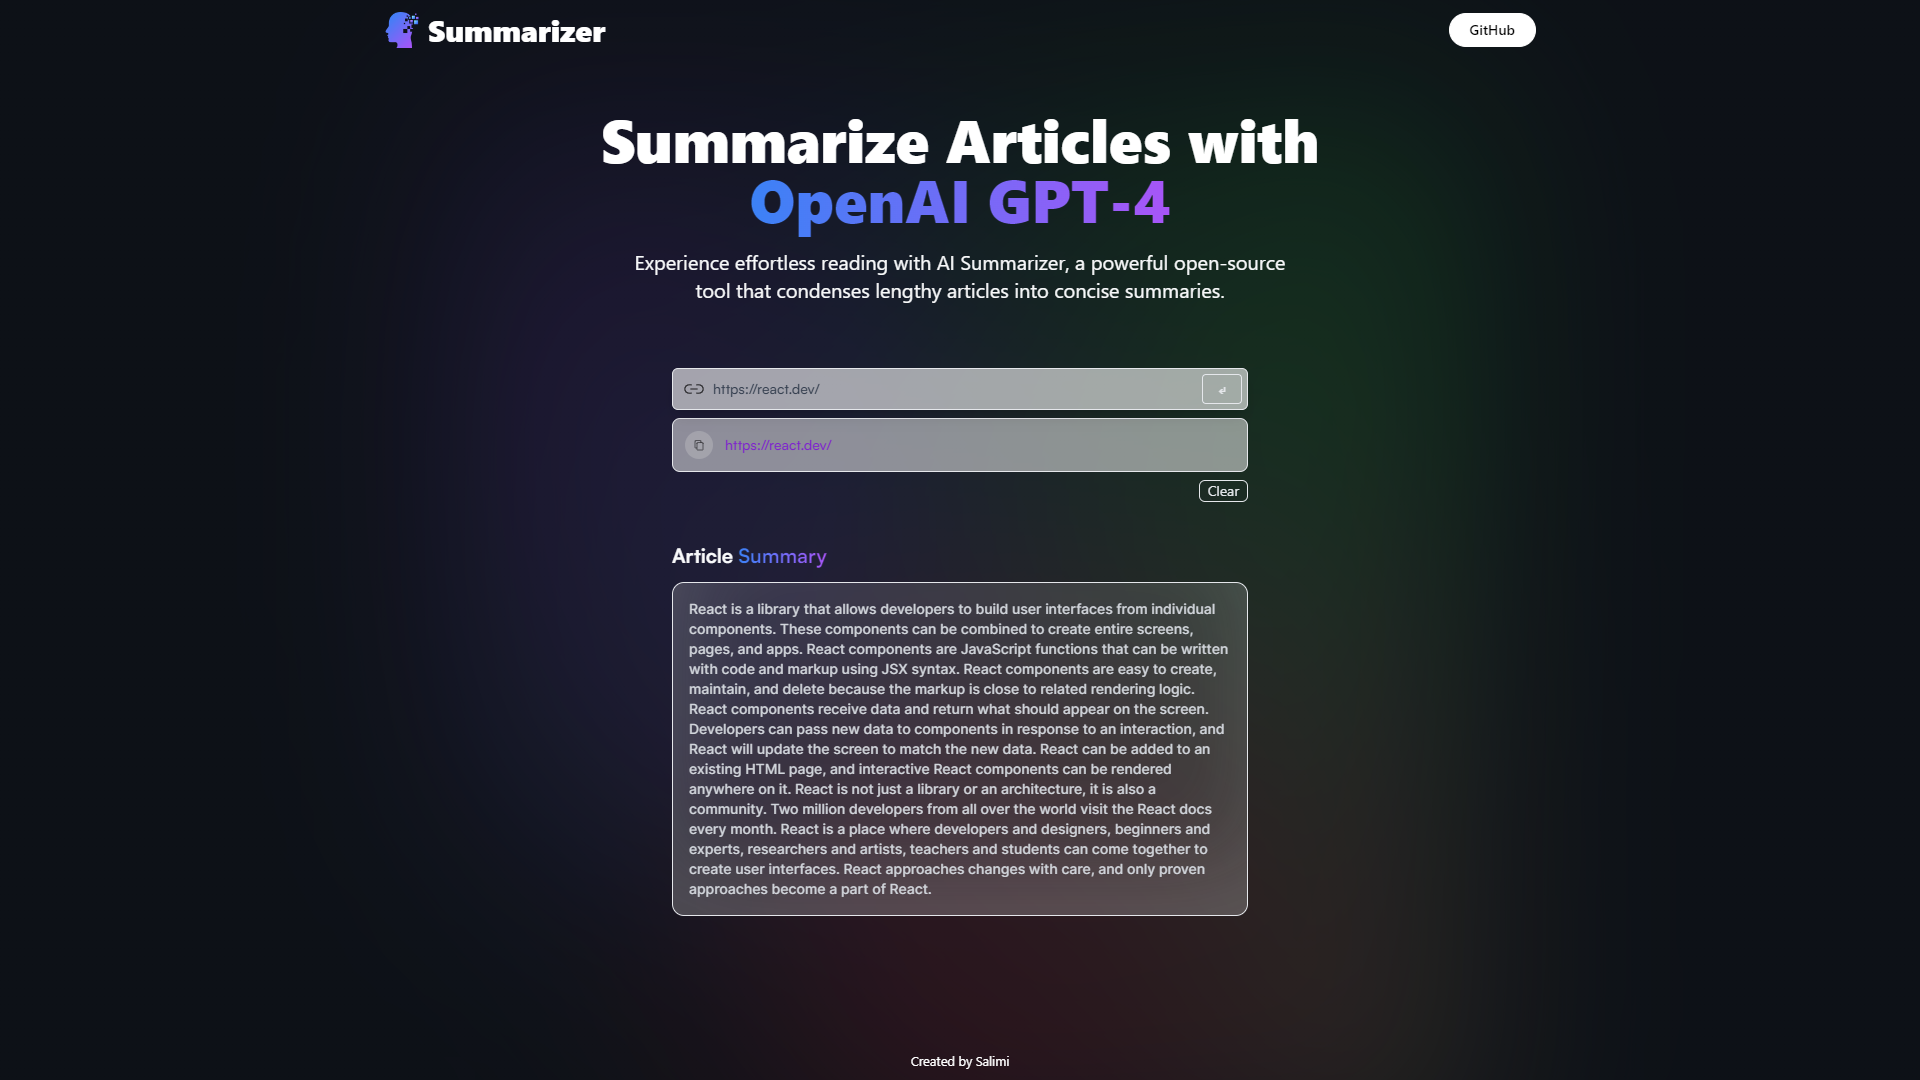 Summarizer
GitHub
Summarize Articles with
OpenAI GPT-4
Experience effortless reading with AI Summarizer, a powerful open-source
tool that condenses lengthy articles into concise summaries.
https://react.dev/
https://react.dev/
Clear
Article Summary
React is a library that allows developers to build user interfaces from individual
components. These components can be combined to create entire screens,
pages, and apps. React components are JavaScript functions that can be written
with code and markup using JSX syntax. React components are easy to create,
maintain, and delete because the markup is close to related rendering logic.
React components receive data and return what should appear on the screen.
Developers can pass new data to components in response to an interaction, and
React will update the screen to match the new data. React can be added to an
existing HTML page, and interactive React components can be rendered
anywhere on it. React is not just a library or an architecture, it is also a
community. Two million developers from all over the world visit the React docs
every month. React is a place where developers and designers, beginners and
experts, researchers and artists, teachers and students can come together to
create user interfaces. React approaches changes with care, and only proven
approaches become a part of React.
Created by Salimi